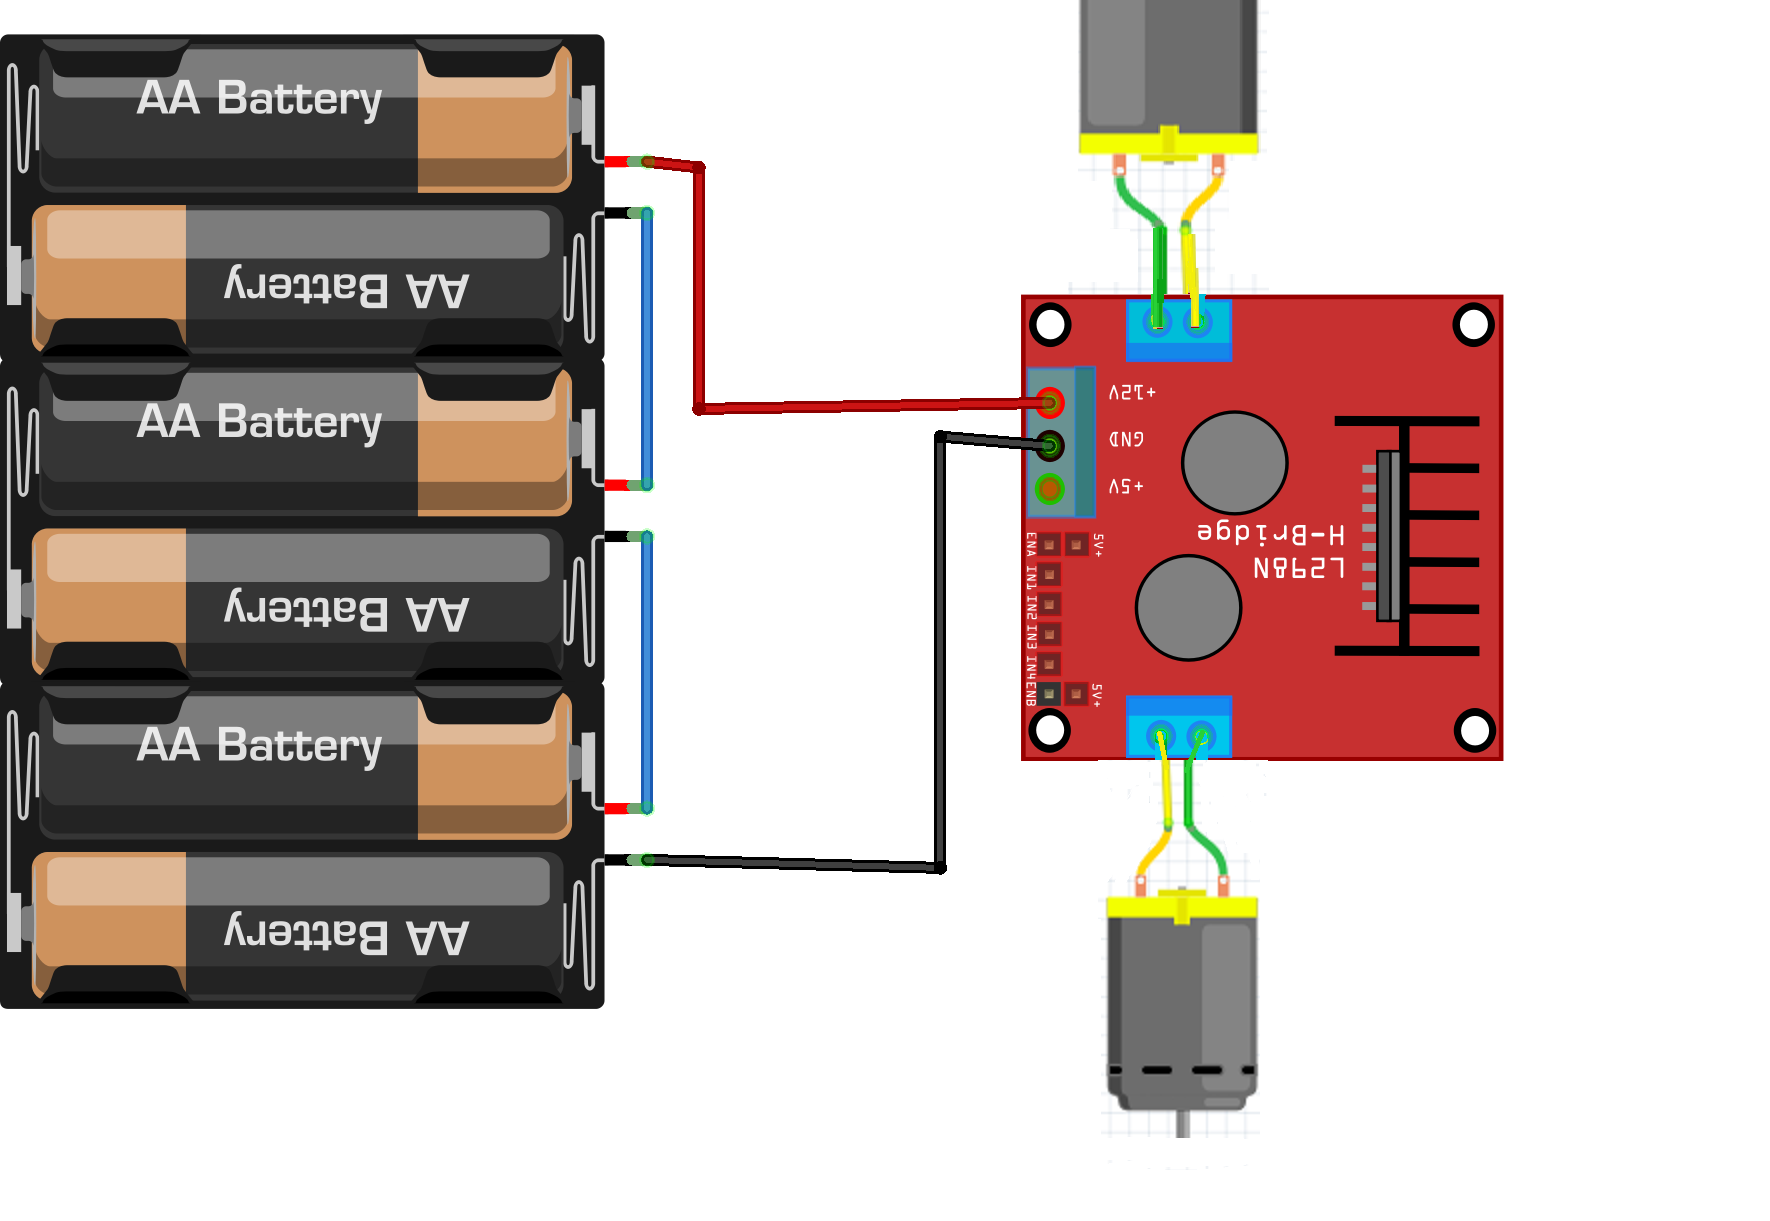 AA Battery
AA Battery
AA Battery
AA Battery
AA Battery
AA Battery
+12V
GND
+5V
L298N
H-Bridge
ENA
5V+
IN1
IN2
IN3
IN4
ENB
5V+